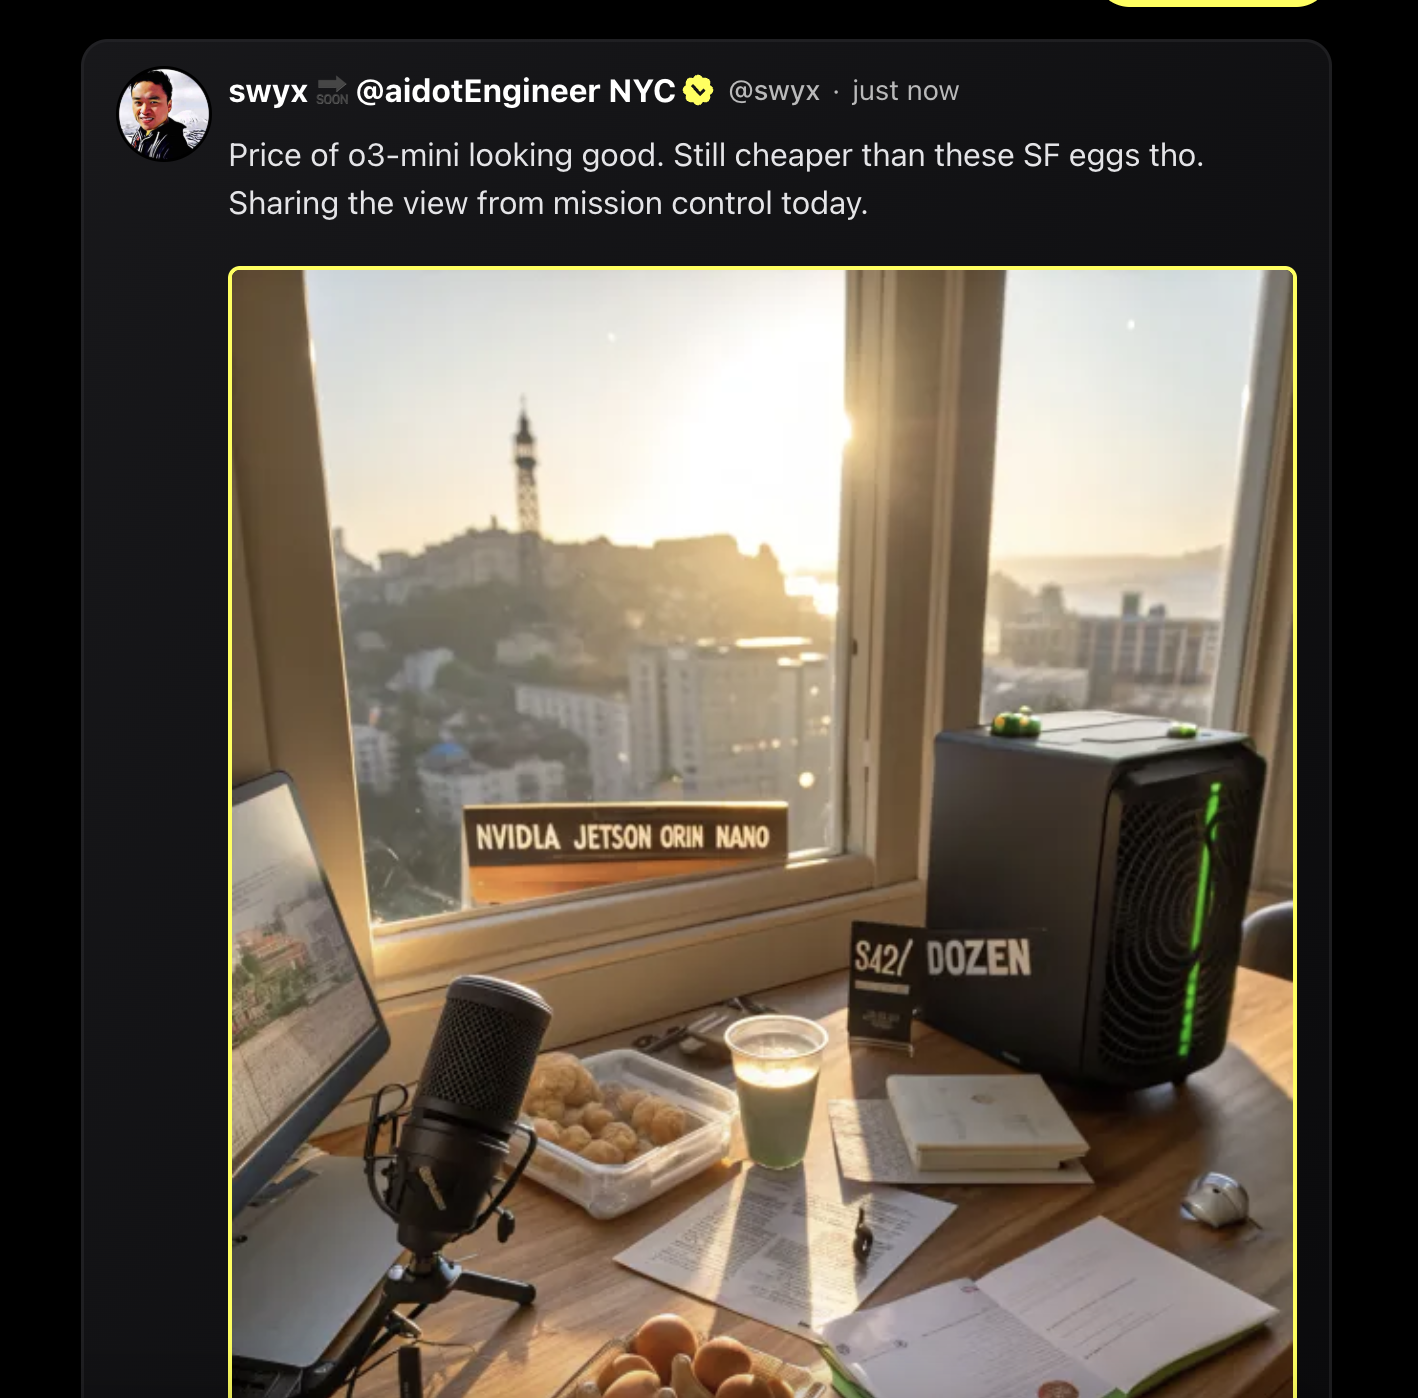 swyx SOON @aidotEngineer NYC @swyx · just now
Price of o3-mini looking good. Still cheaper than these SF eggs tho.
Sharing the view from mission control today.
NVIDLA JETSON ORIN NANO
S42/ DOZEN